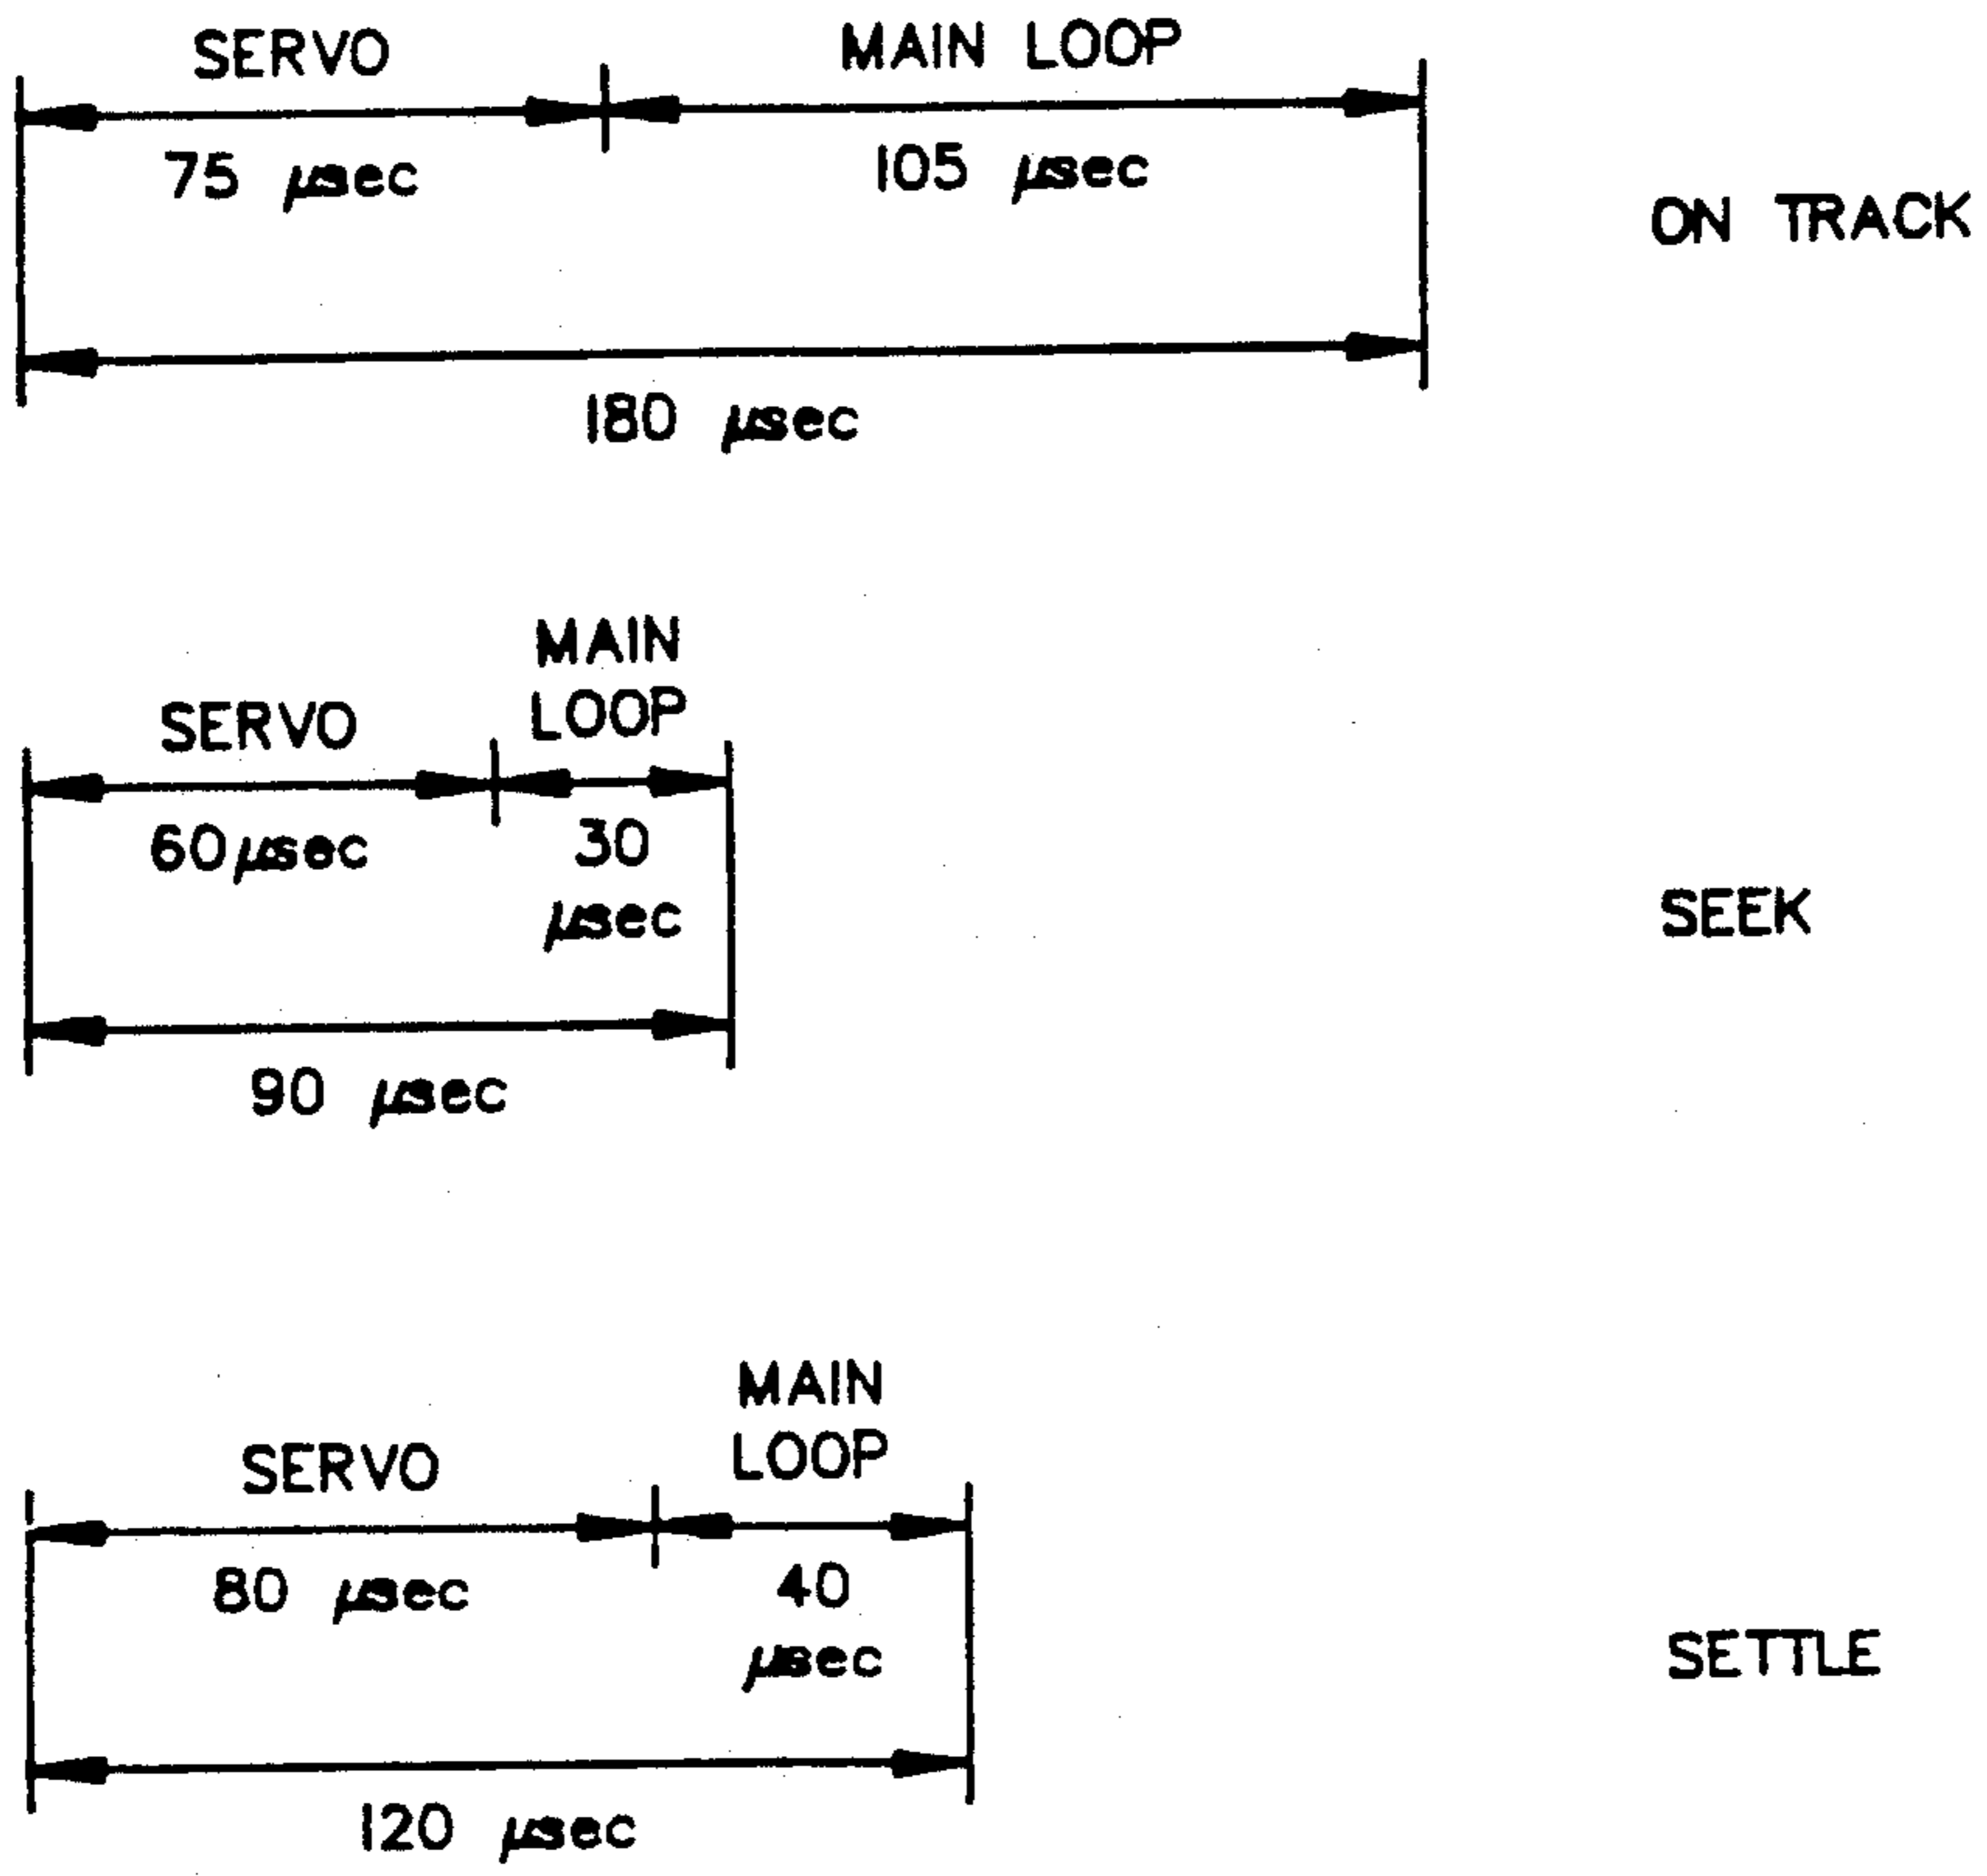 SERVO
MAIN LOOP
75 μsec
105 μsec
ON TRACK
180 μsec
MAIN
LOOP
SERVO
60μsec
30
μsec
SEEK
90 μsec
MAIN
LOOP
SERVO
80 μsec
40
μsec
SETTLE
120 μsec